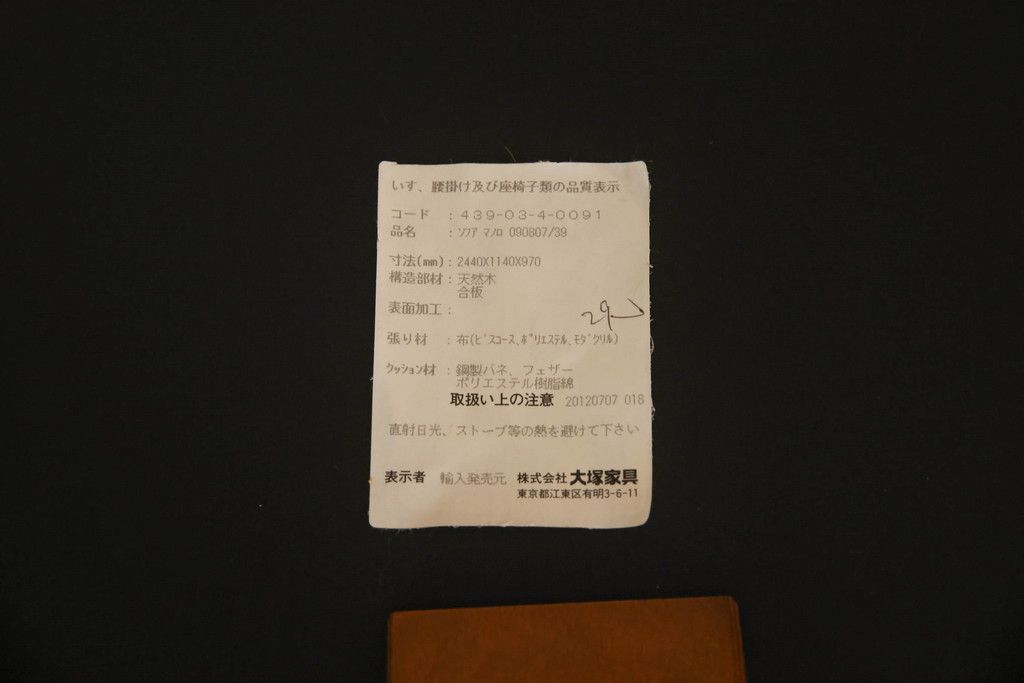 いす、腰掛け及び座椅子類の品質表示
コード : 439-03-4-0091
品名 : ソファ マノロ 090807/39
寸法(mm) : 2440X1140X970
構造部材 : 天然木
合板
表面加工 :
29
張り材 : 布(ビスコース、ポリエステル、モダクリル)
クッション材 : 鋼製バネ、フェザー
ポリエステル樹脂綿
取扱い上の注意 20120707 018
直射日光、ストーブ等の熱を避けて下さい
表示者 輸入発売元 株式会社 大塚家具
東京都江東区有明3-6-11